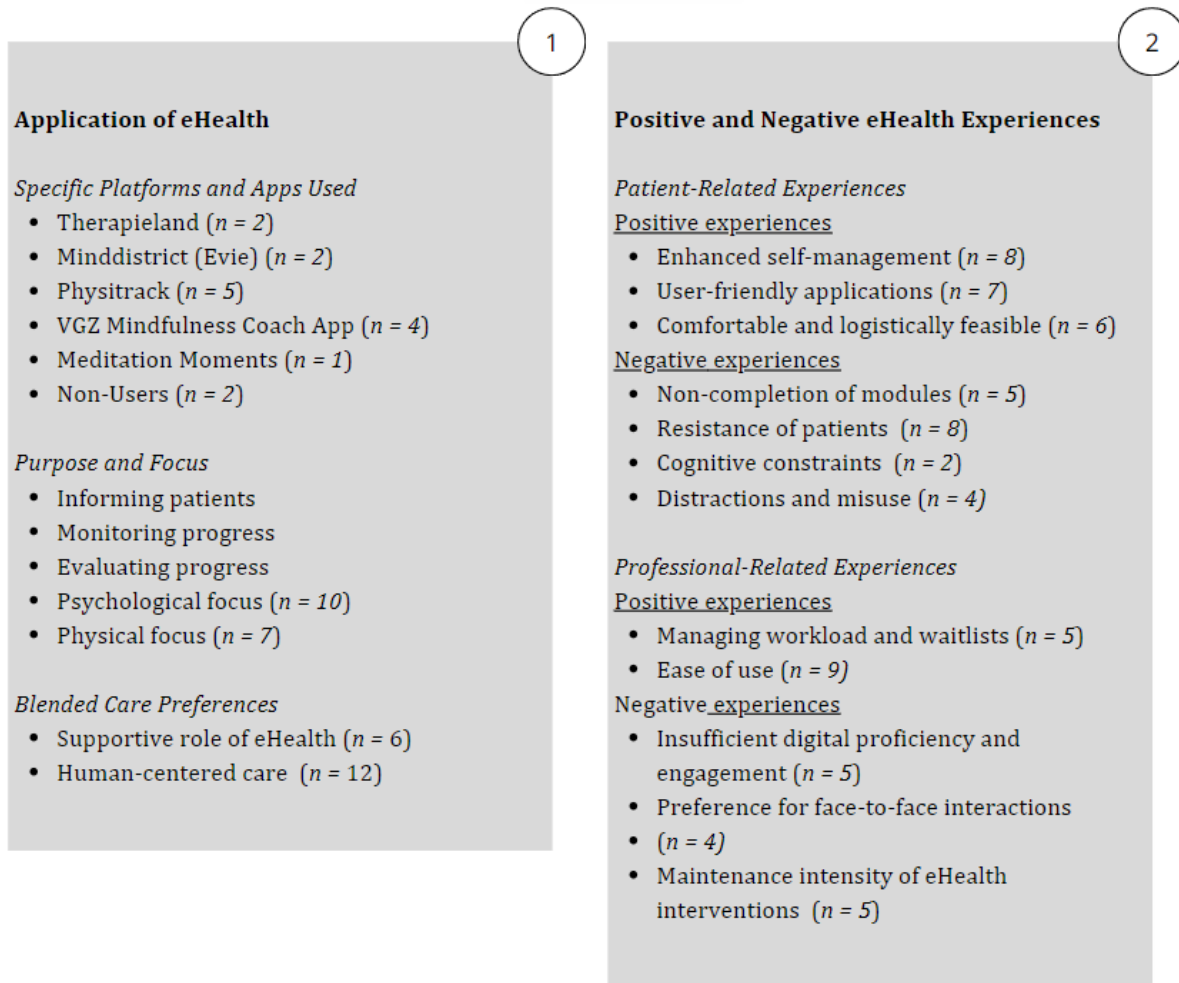 1
Application of eHealth
Specific Platforms and Apps Used
• Therapieland (n = 2)
• Minddistrict (Evie) (n = 2)
• Physitrack (n = 5)
• VGZ Mindfulness Coach App (n = 4)
• Meditation Moments (n = 1)
• Non-Users (n = 2)
Purpose and Focus
• Informing patients
• Monitoring progress
• Evaluating progress
• Psychological focus (n = 10)
• Physical focus (n = 7)
Blended Care Preferences
• Supportive role of eHealth (n = 6)
• Human-centered care (n = 12)
2
Positive and Negative eHealth Experiences
Patient-Related Experiences
Positive experiences
• Enhanced self-management (n = 8)
• User-friendly applications (n = 7)
• Comfortable and logistically feasible (n = 6)
Negative experiences
• Non-completion of modules (n = 5)
• Resistance of patients (n = 8)
• Cognitive constraints (n = 2)
• Distractions and misuse (n = 4)
Professional-Related Experiences
Positive experiences
• Managing workload and waitlists (n = 5)
• Ease of use (n = 9)
Negative experiences
• Insufficient digital proficiency and
engagement (n = 5)
• Preference for face-to-face interactions
• (n = 4)
• Maintenance intensity of eHealth
interventions (n = 5)